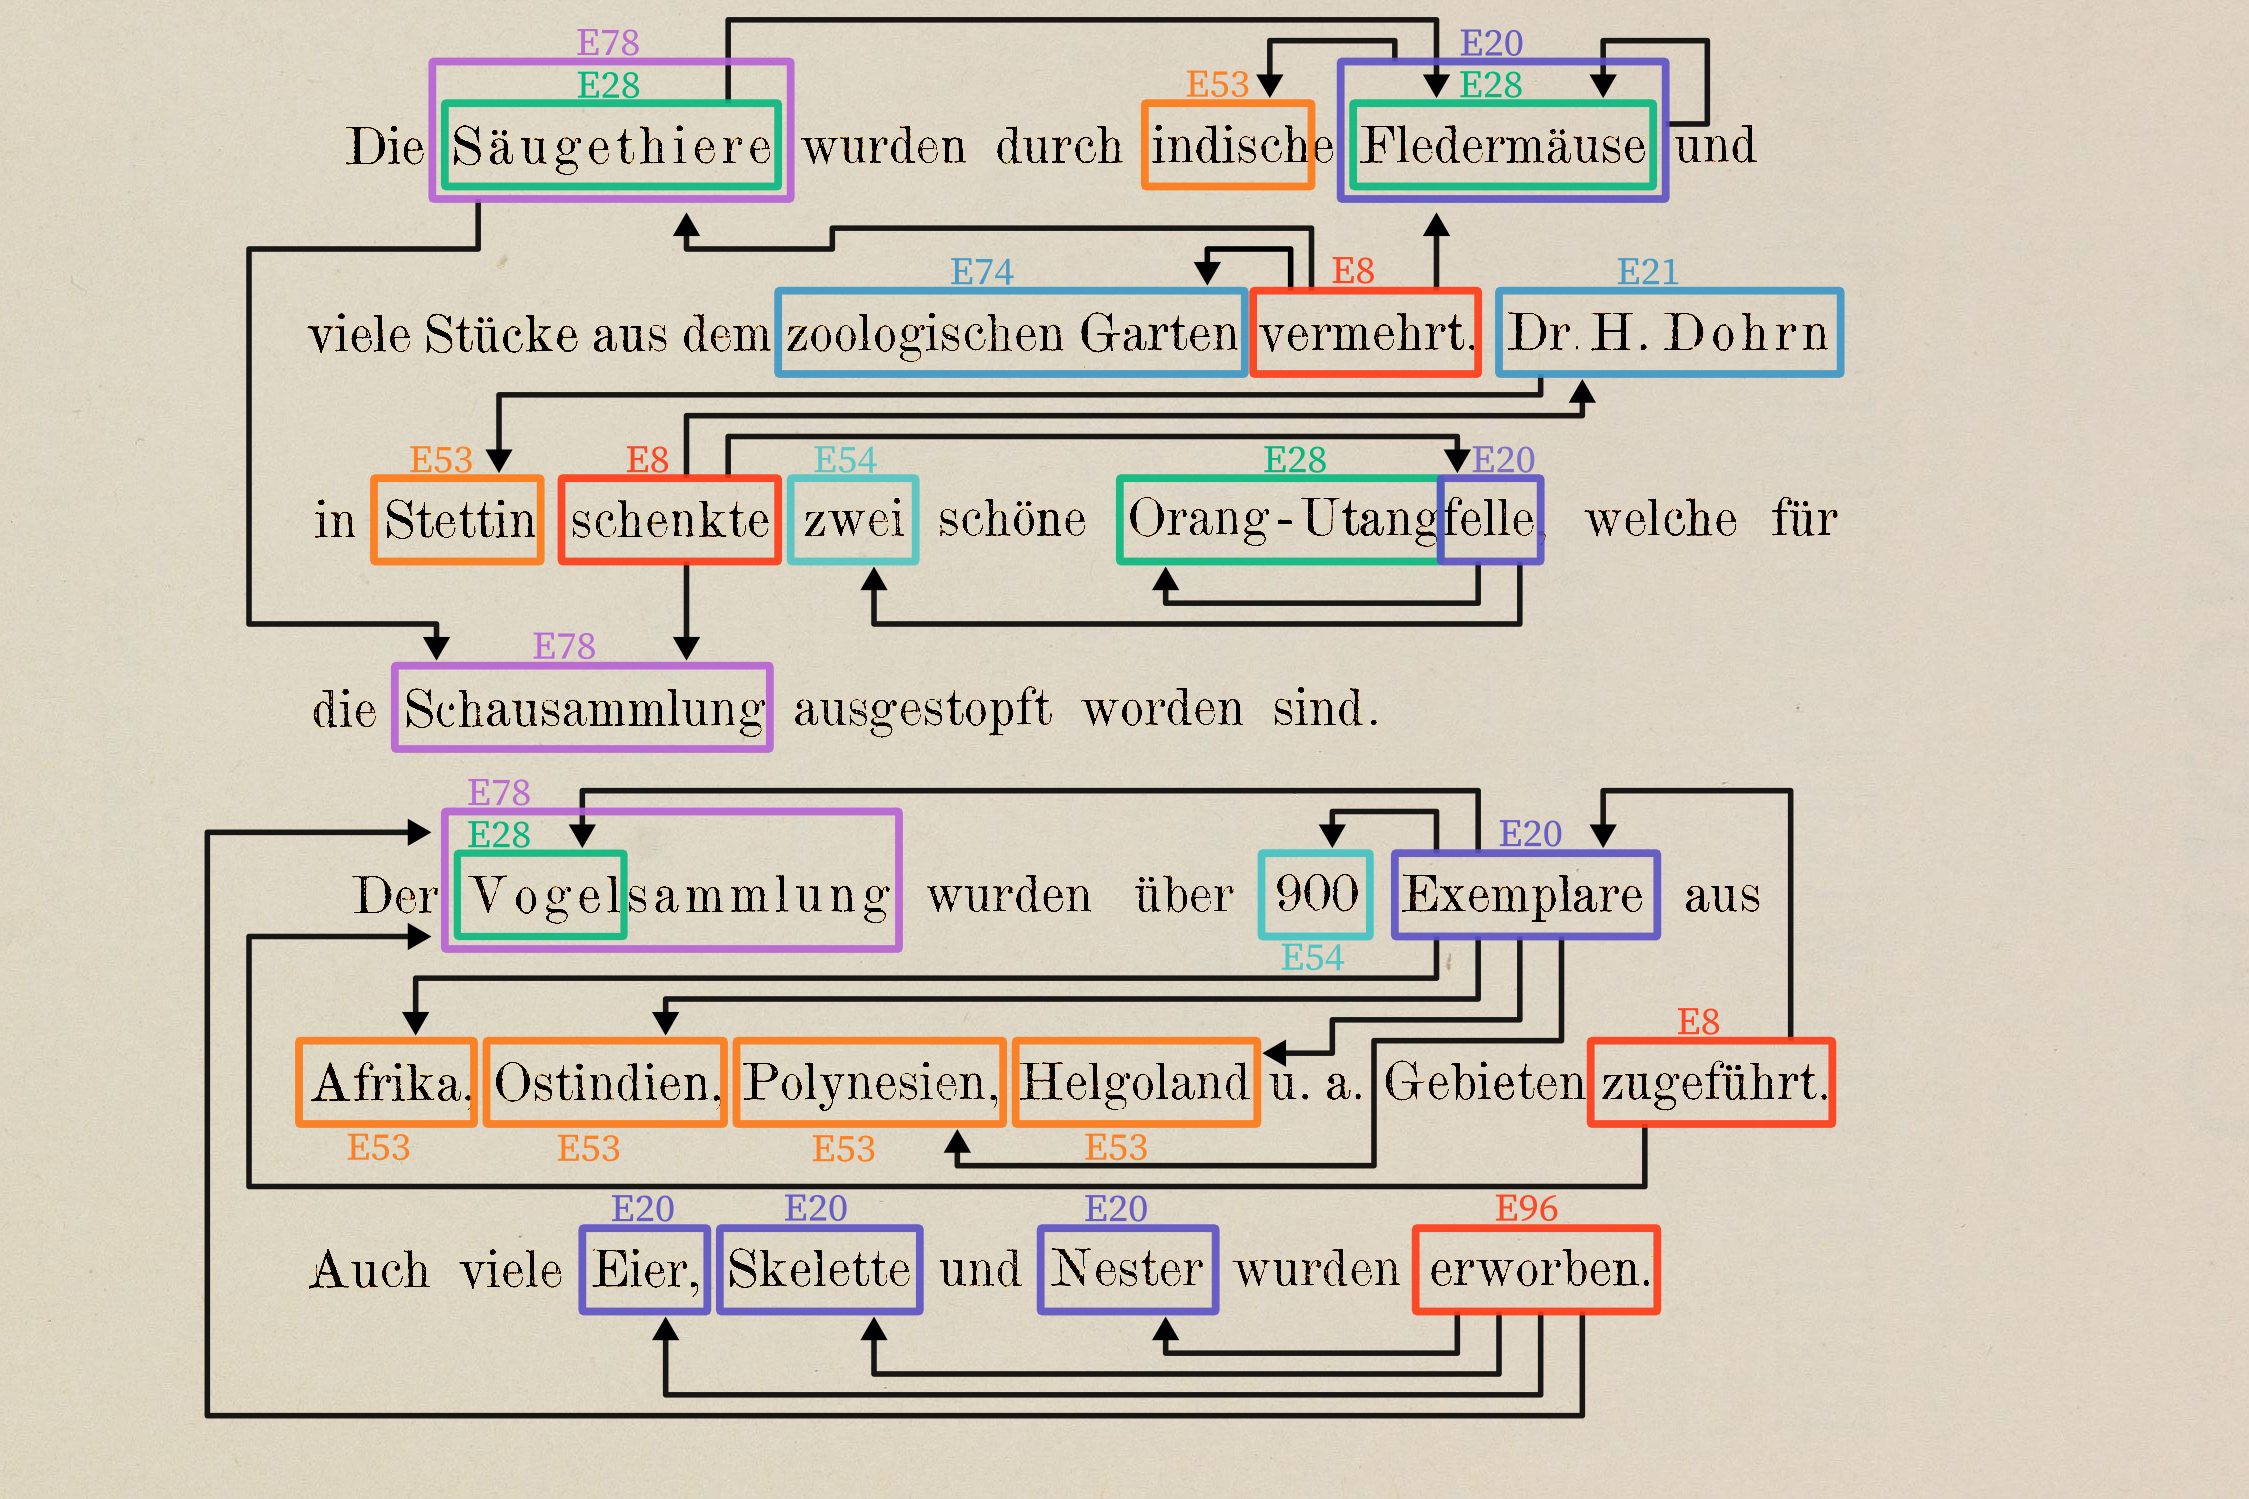 E78 E20
E28 E53 E28
Die Säugethiere wurden durch indische Fledermäuse und
E74 E8 E21
viele Stücke aus dem zoologischen Garten vermehrt. Dr. H. Dohrn
E53 E8 E54 E28 E20
in Stettin schenkte zwei schöne Orang-Utangfelle, welche für
E78
die Schausammlung ausgestopft worden sind.
E78
E28 E20
Der Vogelsammlung wurden über 900 Exemplare aus
E54
E8
Afrika, Ostindien, Polynesien, Helgoland u. a. Gebieten zugeführt.
E53 E53 E53 E53
E20 E20 E20 E96
Auch viele Eier, Skelette und Nester wurden erworben.